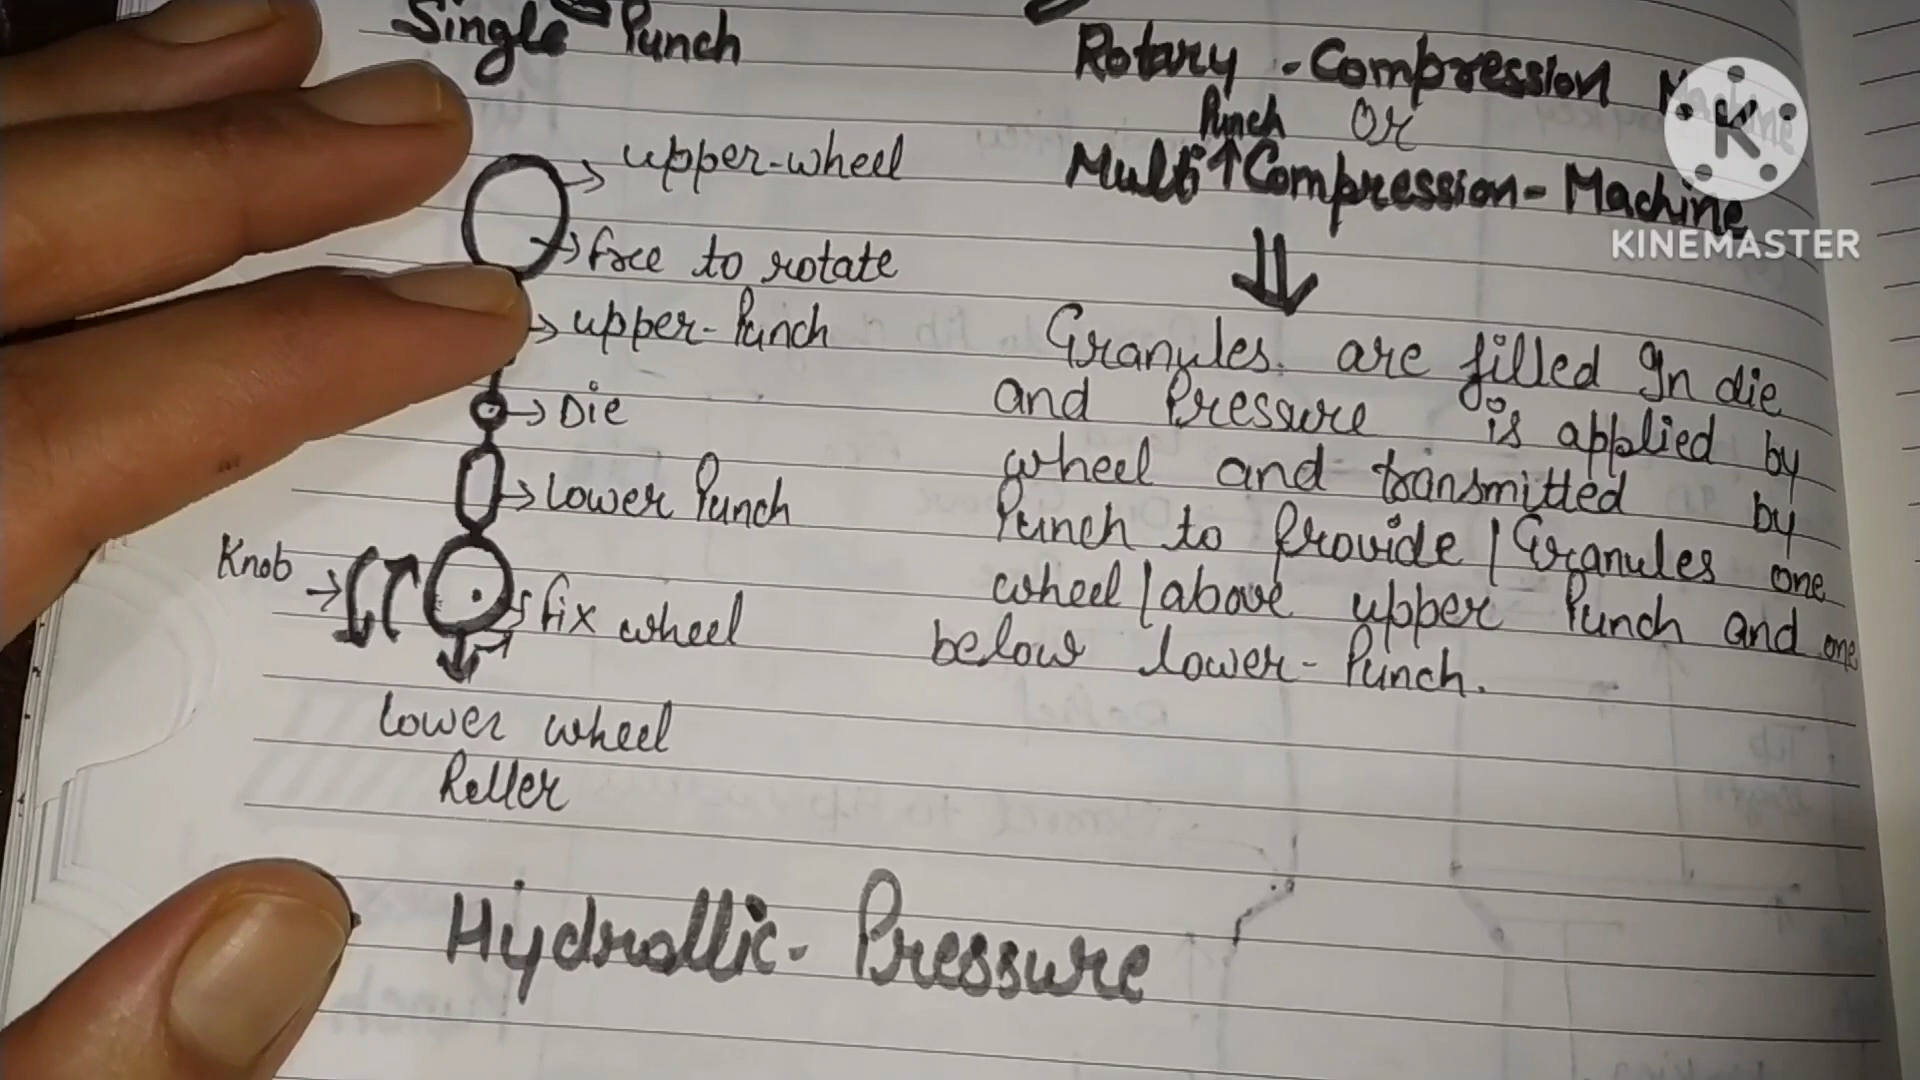 Single Punch
upper-wheel
free to rotate
upper-Punch
Die
Lower Punch
Knob
fix wheel
Lower wheel
Roller
Rotary - Compression
Punch Or
Multi↑Compression-Machine
Granules. are filled In die
and Pressure is applied by
wheel and transmitted by
Punch to Provide / Granules one
wheel / above upper Punch and one
below lower-Punch.
Hydrollic- Pressure
K
KINEMASTER